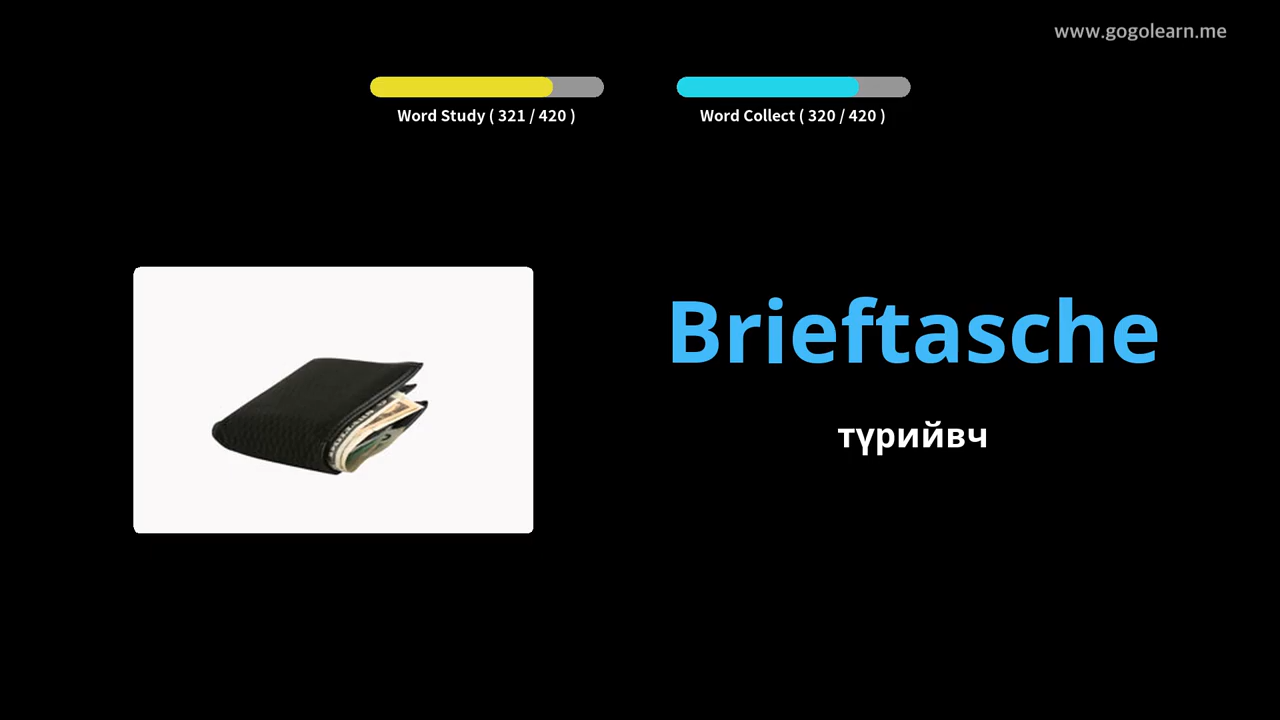 www.gogolearn.me
Word Study ( 321 / 420 )
Word Collect ( 320 / 420 )
Brieftasche
түрийвч